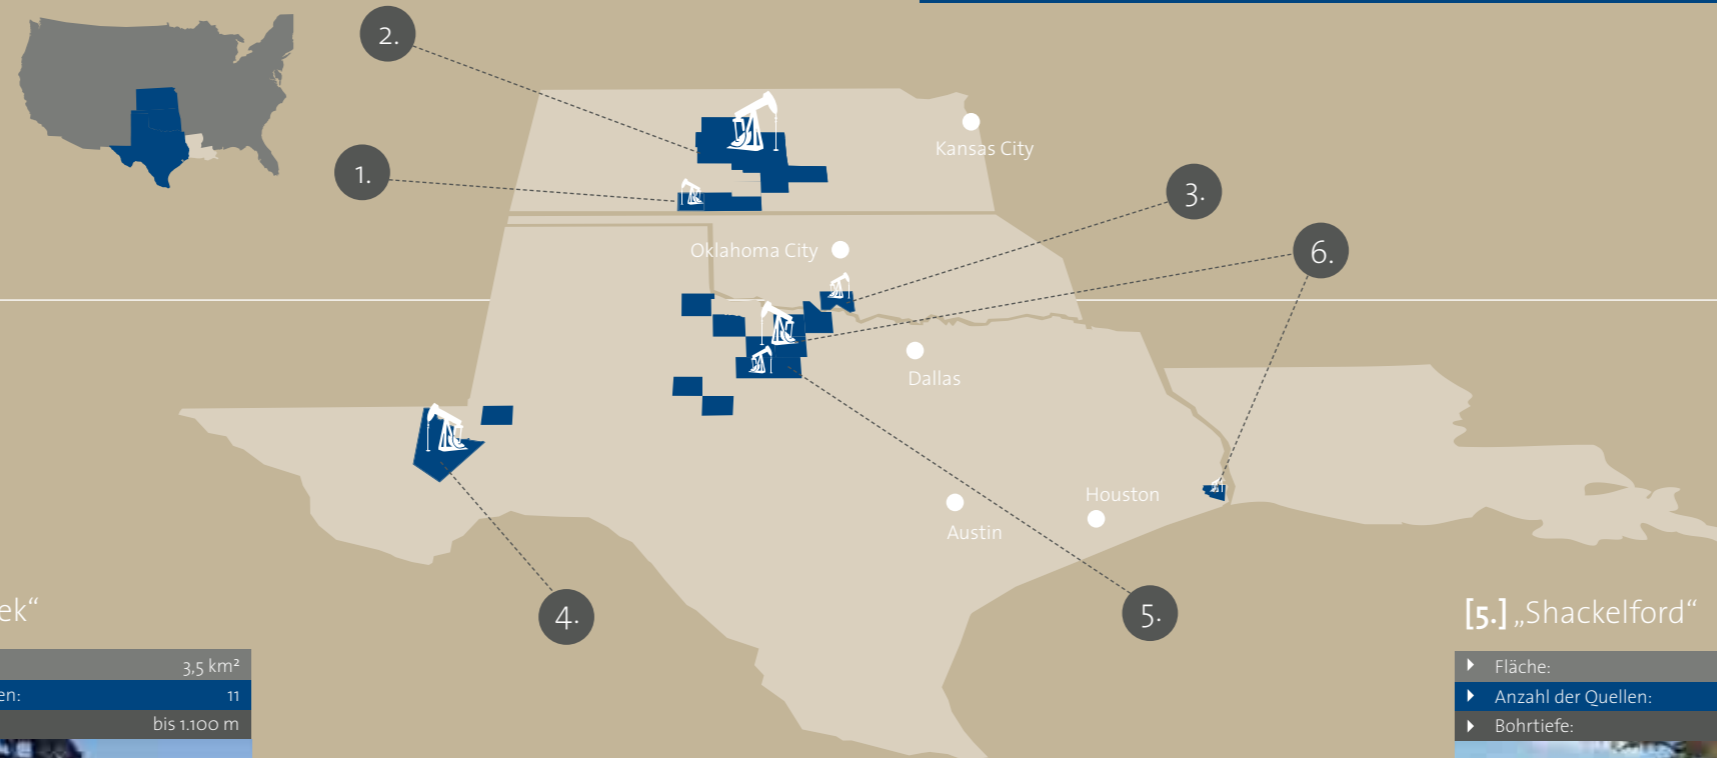 2.
Kansas City
1.
3.
Oklahoma City
6.
Dallas
Houston
Austin
4.
5.
ek“
3,5 km²
en: 11
bis 1.100 m
[5.] „Shackelford“
Fläche:
Anzahl der Quellen:
Bohrtiefe: